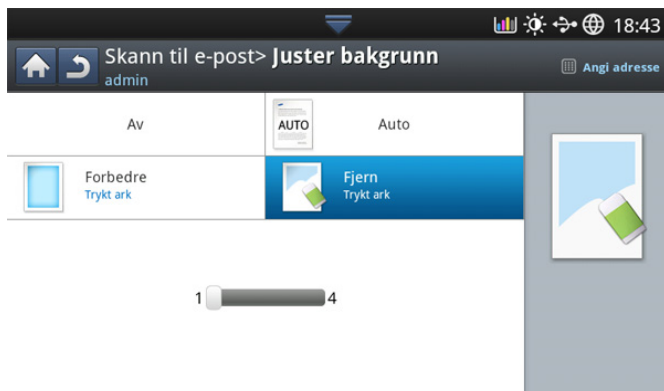 18:43
Skann til e-post> Juster bakgrunn
admin
Angi adresse
Av
AUTO
Auto
Forbedre
Trykt ark
Fjern
Trykt ark
1
4